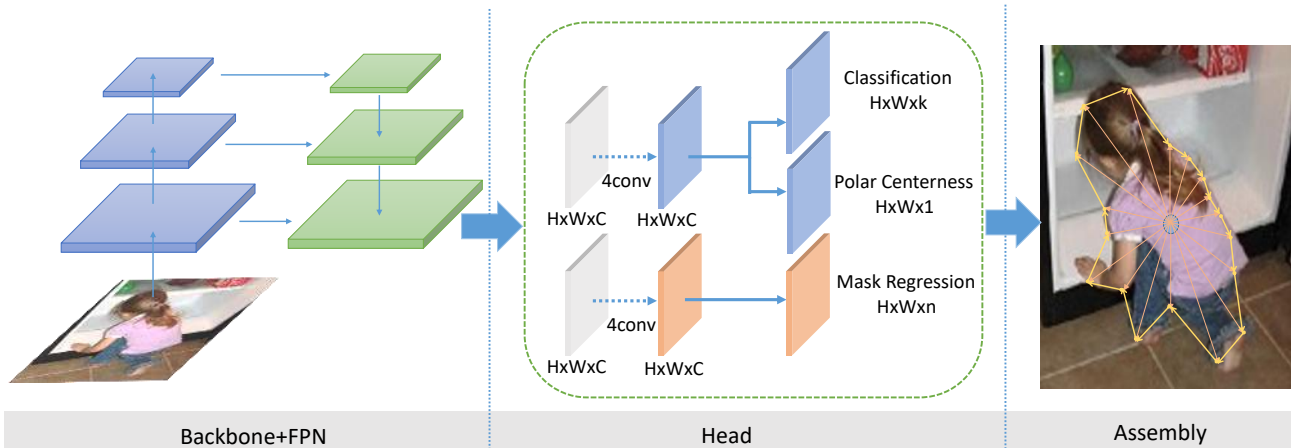 Classification
HxWxk
4conv
HxWxC
HxWxC
Polar Centerness
HxWx1
4conv
HxWxC
HxWxC
Mask Regression
HxWxn
Backbone+FPN
Head
Assembly